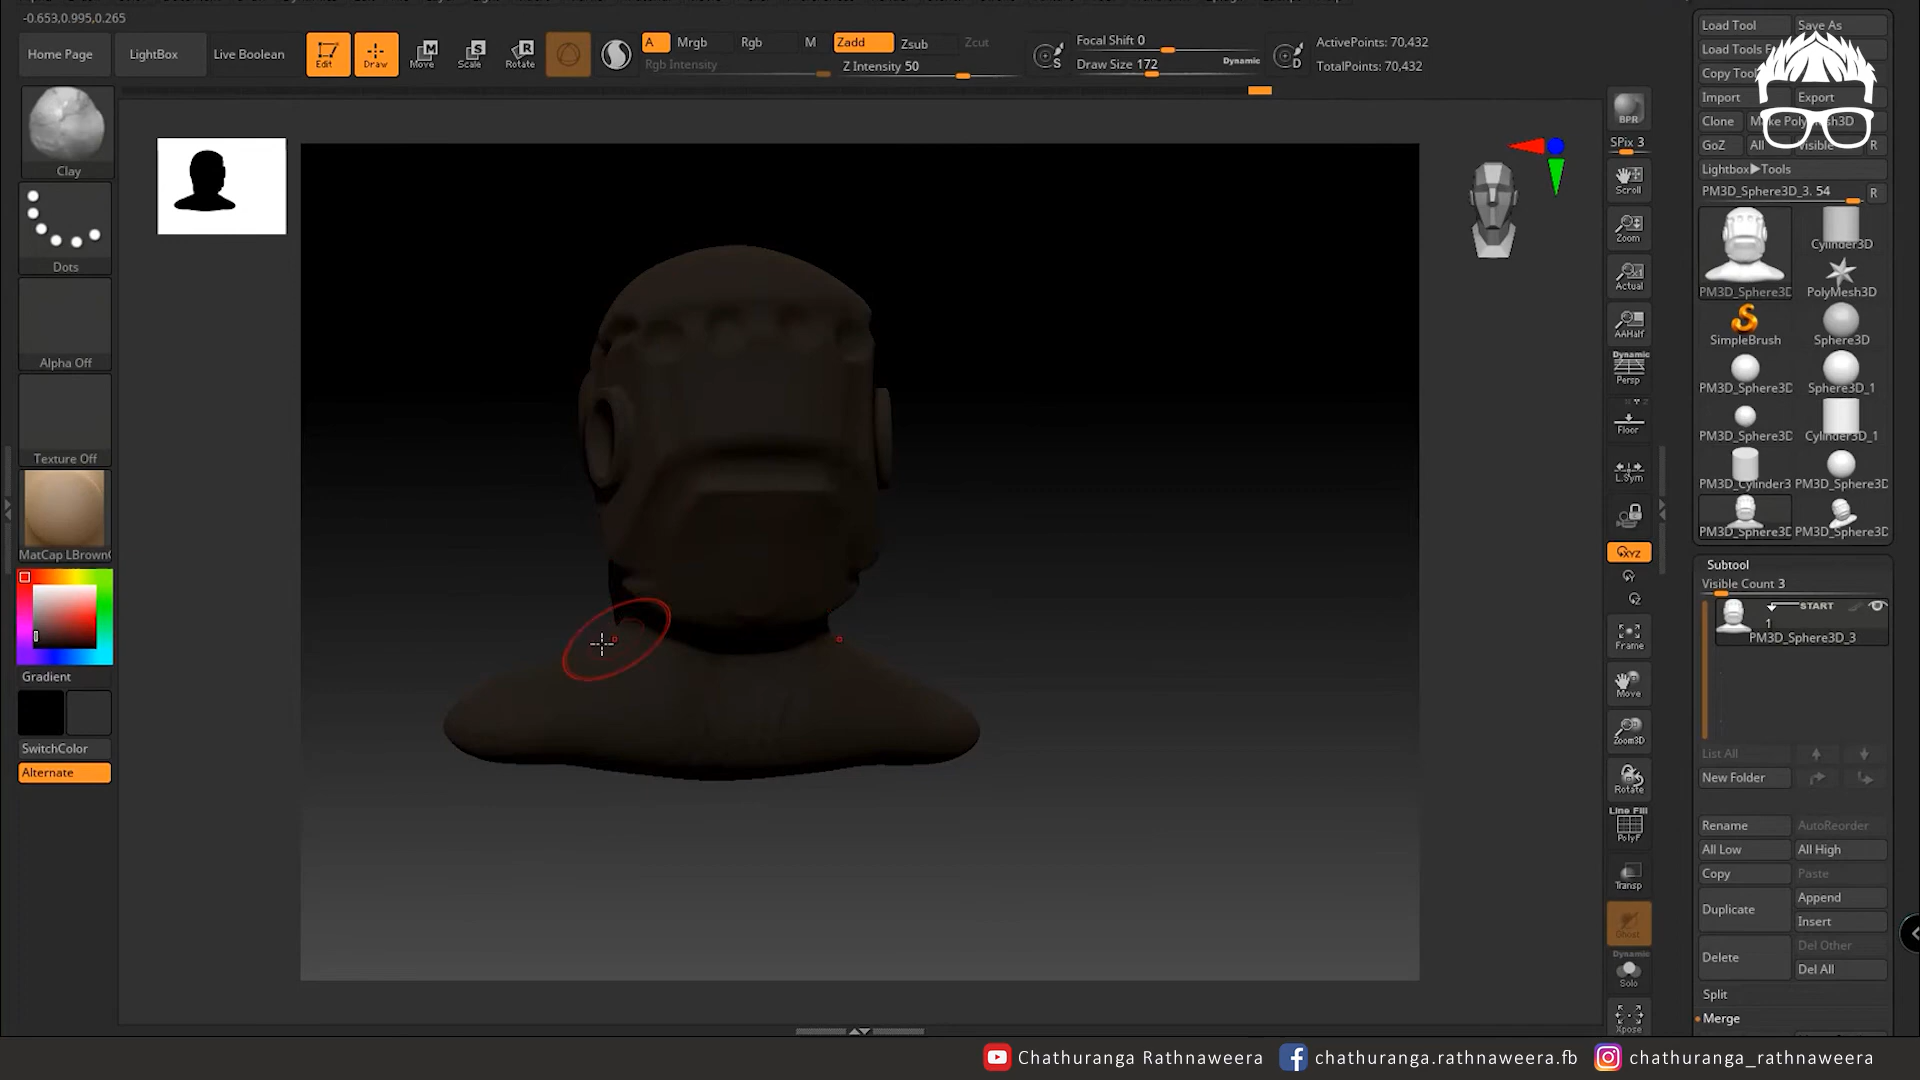 -0.653,0.995,0.265
Home Page
LightBox
Live Boolean
Edit
Draw
Move
Scale
Rotate
A
Mrgb
Rgb
M
Zadd
Zsub
Zcut
Rgb Intensity
Z Intensity 50
Focal Shift 0
Draw Size 172
Dynamic
S
D
ActivePoints: 70,432
TotalPoints: 70,432
Clay
Dots
Alpha Off
Texture Off
MatCap LBrown
Gradient
SwitchColor
Alternate
BPR
SPix 3
Scroll
Zoom
Actual
AAHalf
Dynamic
Persp
Floor
L.Sym
XYZ
Frame
Move
Zoom3D
Rotate
Line Fill
PolyF
Transp
Ghost
Dynamic
Solo
Xpose
Load Tool
Save As
Load Tools
Copy Tool
Import
Export
Clone
Make PolyMesh3D
GoZ
All
Visible
R
Lightbox▶Tools
PM3D_Sphere3D_3. 54
R
PM3D_Sphere3D
Cylinder3D
PolyMesh3D
SimpleBrush
Sphere3D
PM3D_Sphere3D
Sphere3D_1
PM3D_Sphere3D
Cylinder3D_1
PM3D_Cylinder3
PM3D_Sphere3D
PM3D_Sphere3D
PM3D_Sphere3D
Subtool
Visible Count 3
START
1
PM3D_Sphere3D_3
List All
New Folder
Rename
AutoReorder
All Low
All High
Copy
Paste
Duplicate
Append
Insert
Delete
Del Other
Del All
Split
Merge
Chathuranga Rathnaweera
chathuranga.rathnaweera.fb
chathuranga_rathnaweera